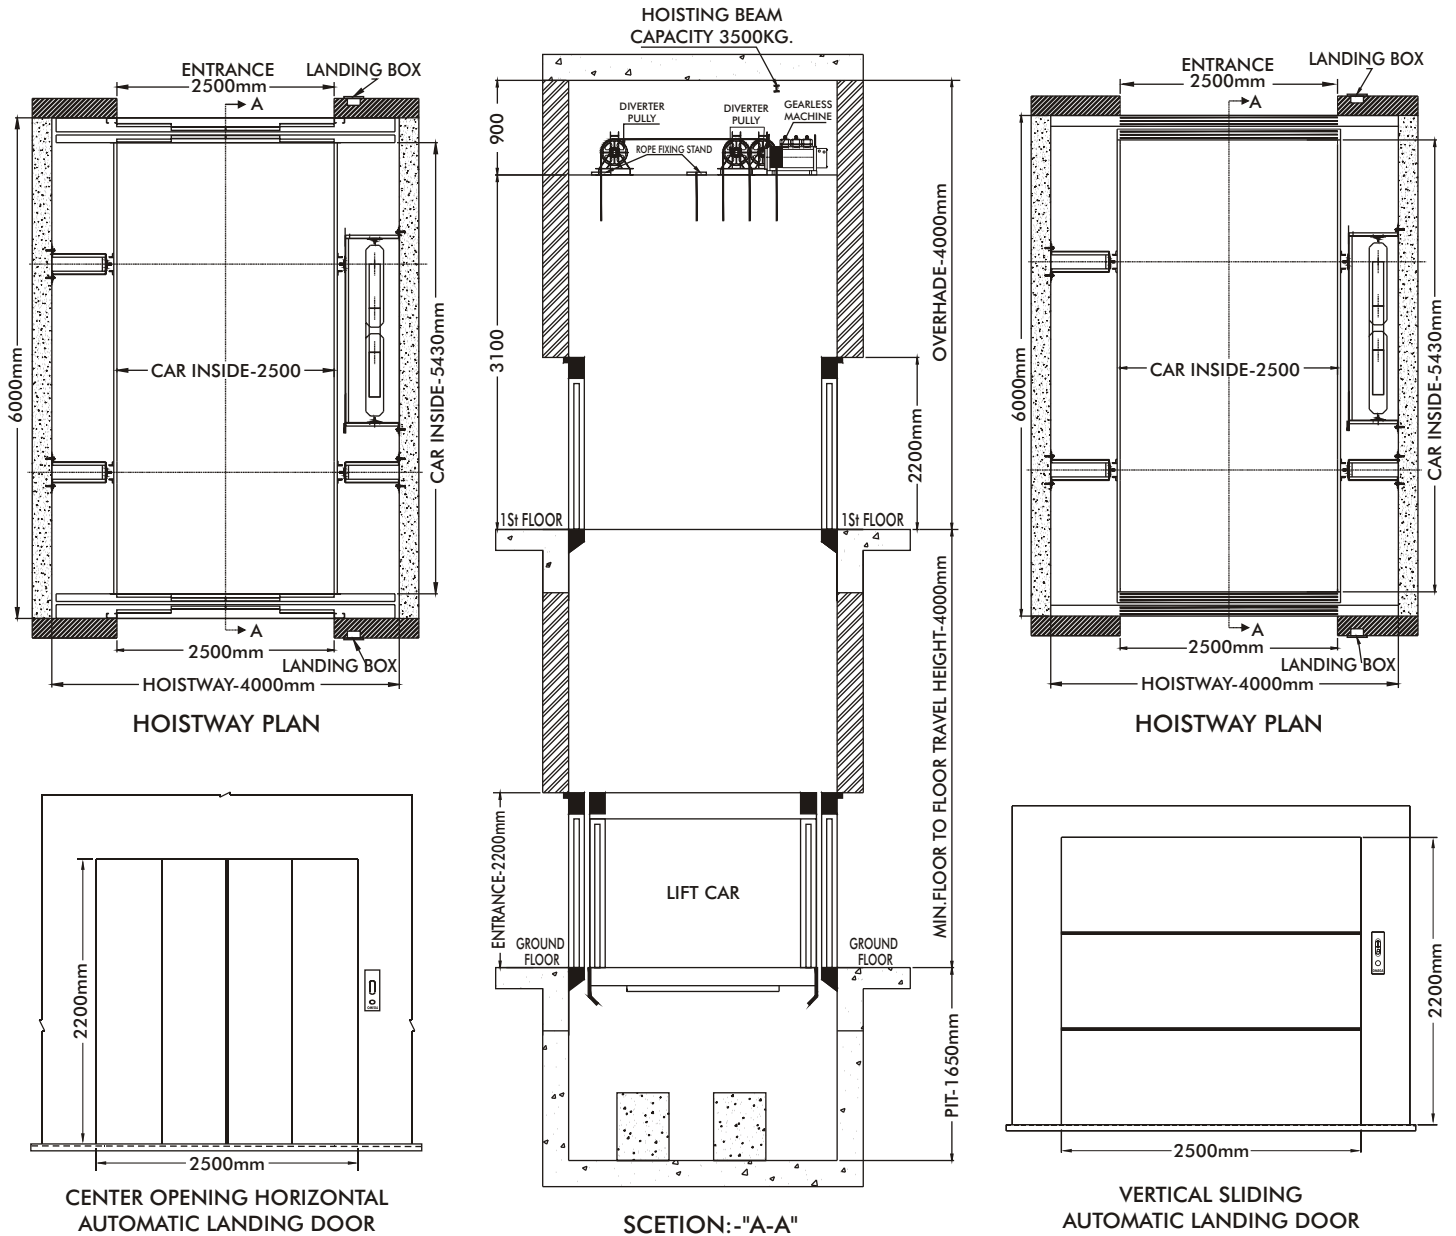 ENTRANCE
2500mm
LANDING BOX
A
6000mm
CAR INSIDE-2500
CAR INSIDE-5430mm
A
2500mm
LANDING BOX
HOISTWAY-4000mm
HOISTWAY PLAN
2200mm
2500mm
CENTER OPENING HORIZONTAL
AUTOMATIC LANDING DOOR
HOISTING BEAM
CAPACITY 3500KG.
900
DIVERTER
PULLY
DIVERTER
PULLY
GEARLESS
MACHINE
ROPE FIXING STAND
3100
OVERHADE-4000mm
2200mm
1St FLOOR
1St FLOOR
MIN.FLOOR TO FLOOR TRAVEL HEIGHT-4000mm
ENTRANCE-2200mm
LIFT CAR
GROUND
FLOOR
GROUND
FLOOR
PIT-1650mm
SCETION:-"A-A"
ENTRANCE
2500mm
LANDING BOX
A
6000mm
CAR INSIDE-2500
CAR INSIDE-5430mm
A
2500mm
LANDING BOX
HOISTWAY-4000mm
HOISTWAY PLAN
2200mm
2500mm
VERTICAL SLIDING
AUTOMATIC LANDING DOOR